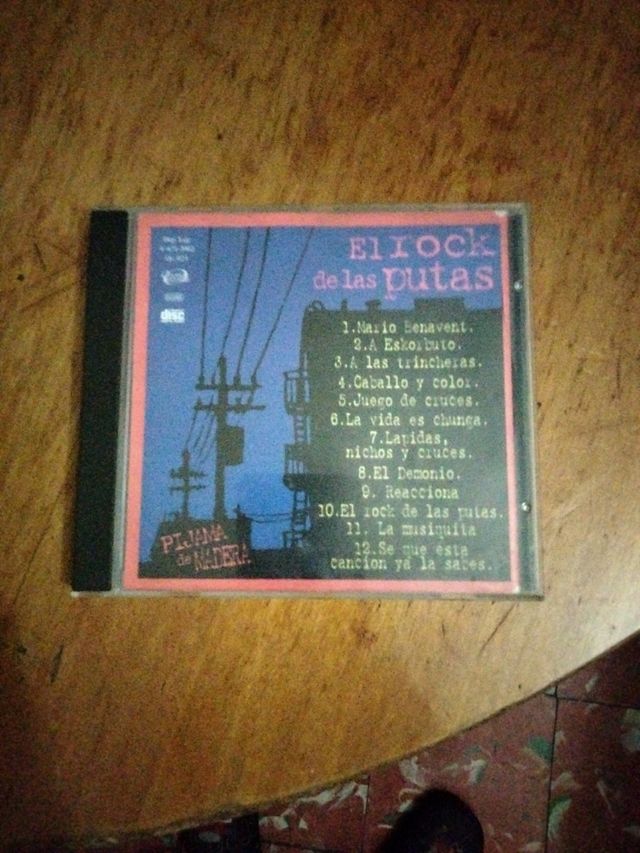 El rock
de las putas
1.Mario Benavent.
2.A Eskorbuto.
3.A las trincheras.
4.Caballo y color.
5.Juego de cruces.
6.La vida es chunga.
7.Lapidas,
nichos y cruces.
8.El Demonio.
9. Reacciona
10.El rock de las putas.
11. La musiquita
12.Se que esta
cancion ya la sabes.
disc
PIJAMA
de MADERA